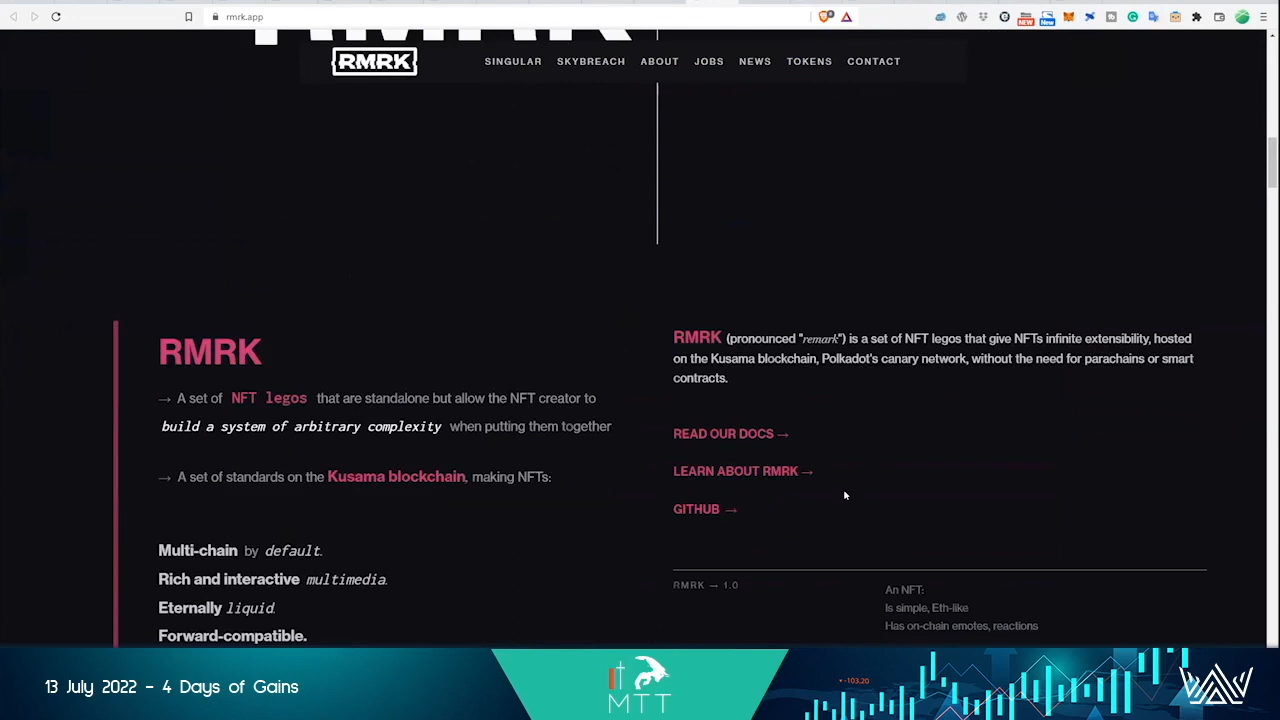 rmrk.app
RMRK
SINGULAR SKYBREACH ABOUT JOBS NEWS TOKENS CONTACT
RMRK
→ A set of NFT legos that are standalone but allow the NFT creator to
build a system of arbitrary complexity when putting them together
→ A set of standards on the Kusama blockchain, making NFTs:
Multi-chain by default.
Rich and interactive multimedia.
Eternally liquid.
Forward-compatible.
RMRK (pronounced "remark") is a set of NFT legos that give NFTs infinite extensibility, hosted
on the Kusama blockchain, Polkadot's canary network, without the need for parachains or smart
contracts.
READ OUR DOCS →
LEARN ABOUT RMRK →
GITHUB →
RMRK → 1.0
An NFT:
Is simple, Eth-like
Has on-chain emotes, reactions
13 July 2022 - 4 Days of Gains
MTT
-103.20